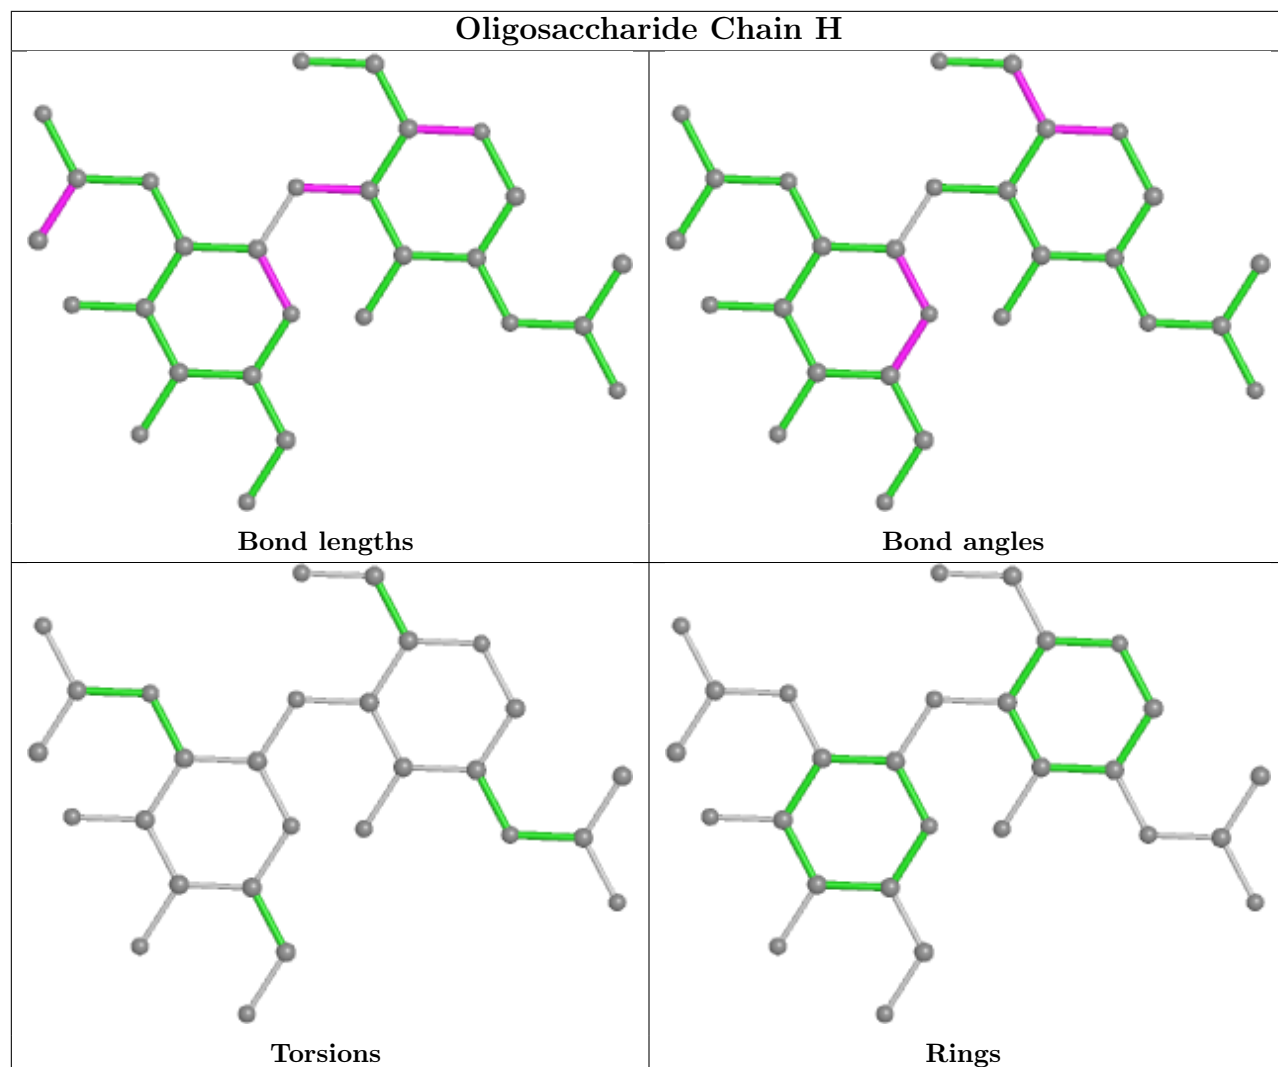 Oligosaccharide Chain H
Bond lengths
Bond angles
Torsions
Rings